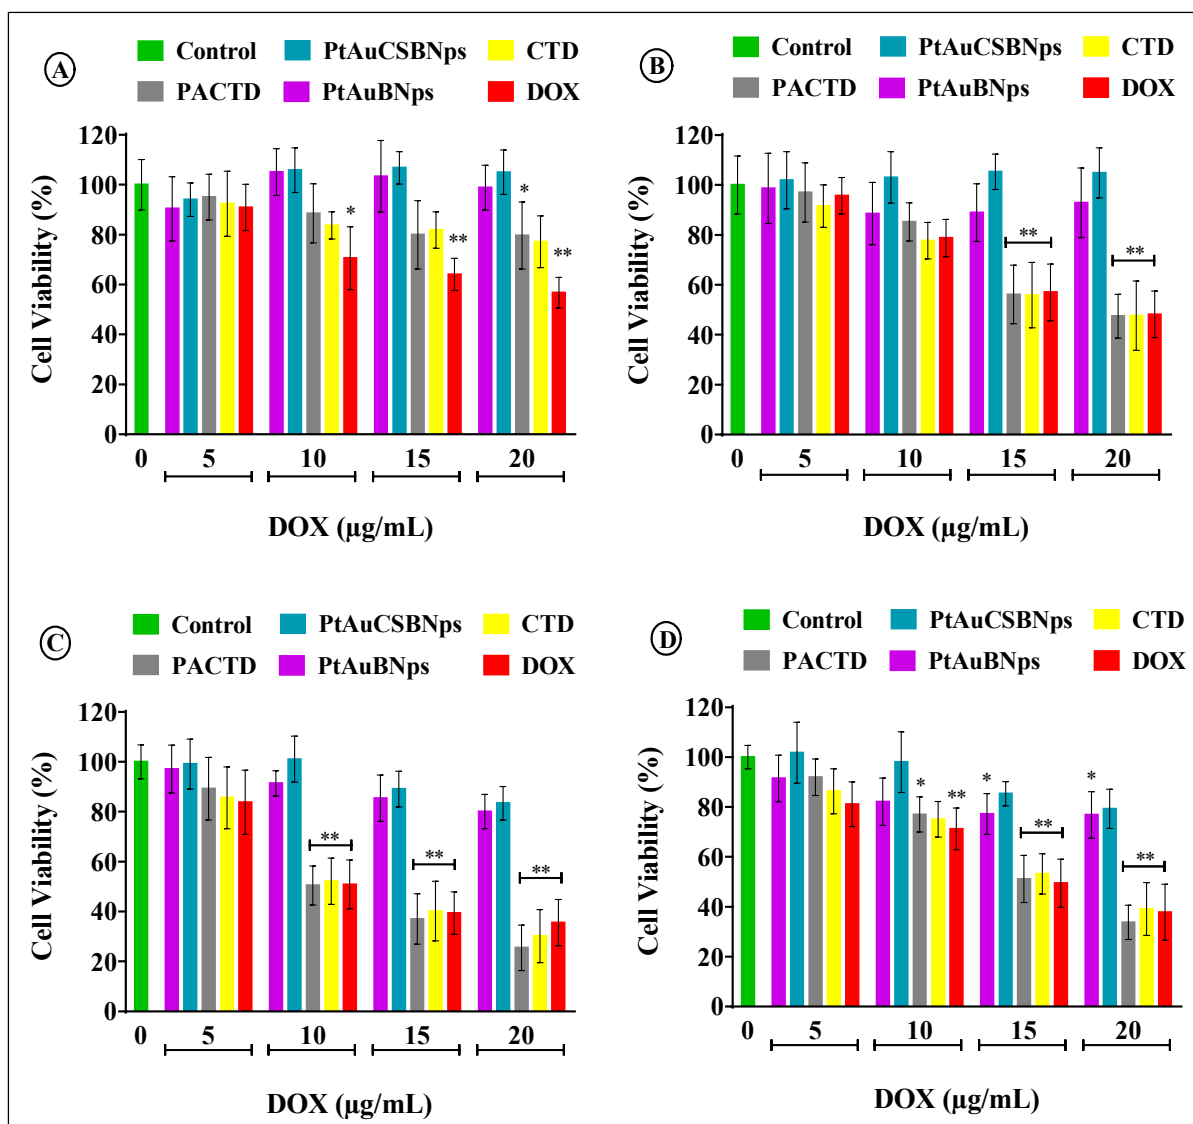 A
Control PtAuCSBNps CTD
PACTD PtAuBNps DOX
Cell Viability (%)
120
100
80
60
40
20
0
* ** * **
0 5 10 15 20
DOX (µg/mL)
B
Control PtAuCSBNps CTD
PACTD PtAuBNps DOX
Cell Viability (%)
120
100
80
60
40
20
0
** **
0 5 10 15 20
DOX (µg/mL)
C
Control PtAuCSBNps CTD
PACTD PtAuBNps DOX
Cell Viability (%)
120
100
80
60
40
20
0
** ** **
0 5 10 15 20
DOX (µg/mL)
D
Control PtAuCSBNps CTD
PACTD PtAuBNps DOX
Cell Viability (%)
120
100
80
60
40
20
0
* ** * ** * **
0 5 10 15 20
DOX (µg/mL)